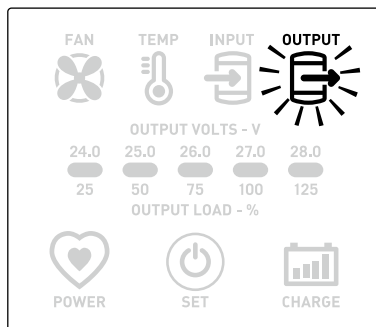 FAN TEMP INPUT OUTPUT
OUTPUT VOLTS - V
24.0 25.0 26.0 27.0 28.0
25 50 75 100 125
OUTPUT LOAD - %
POWER SET CHARGE